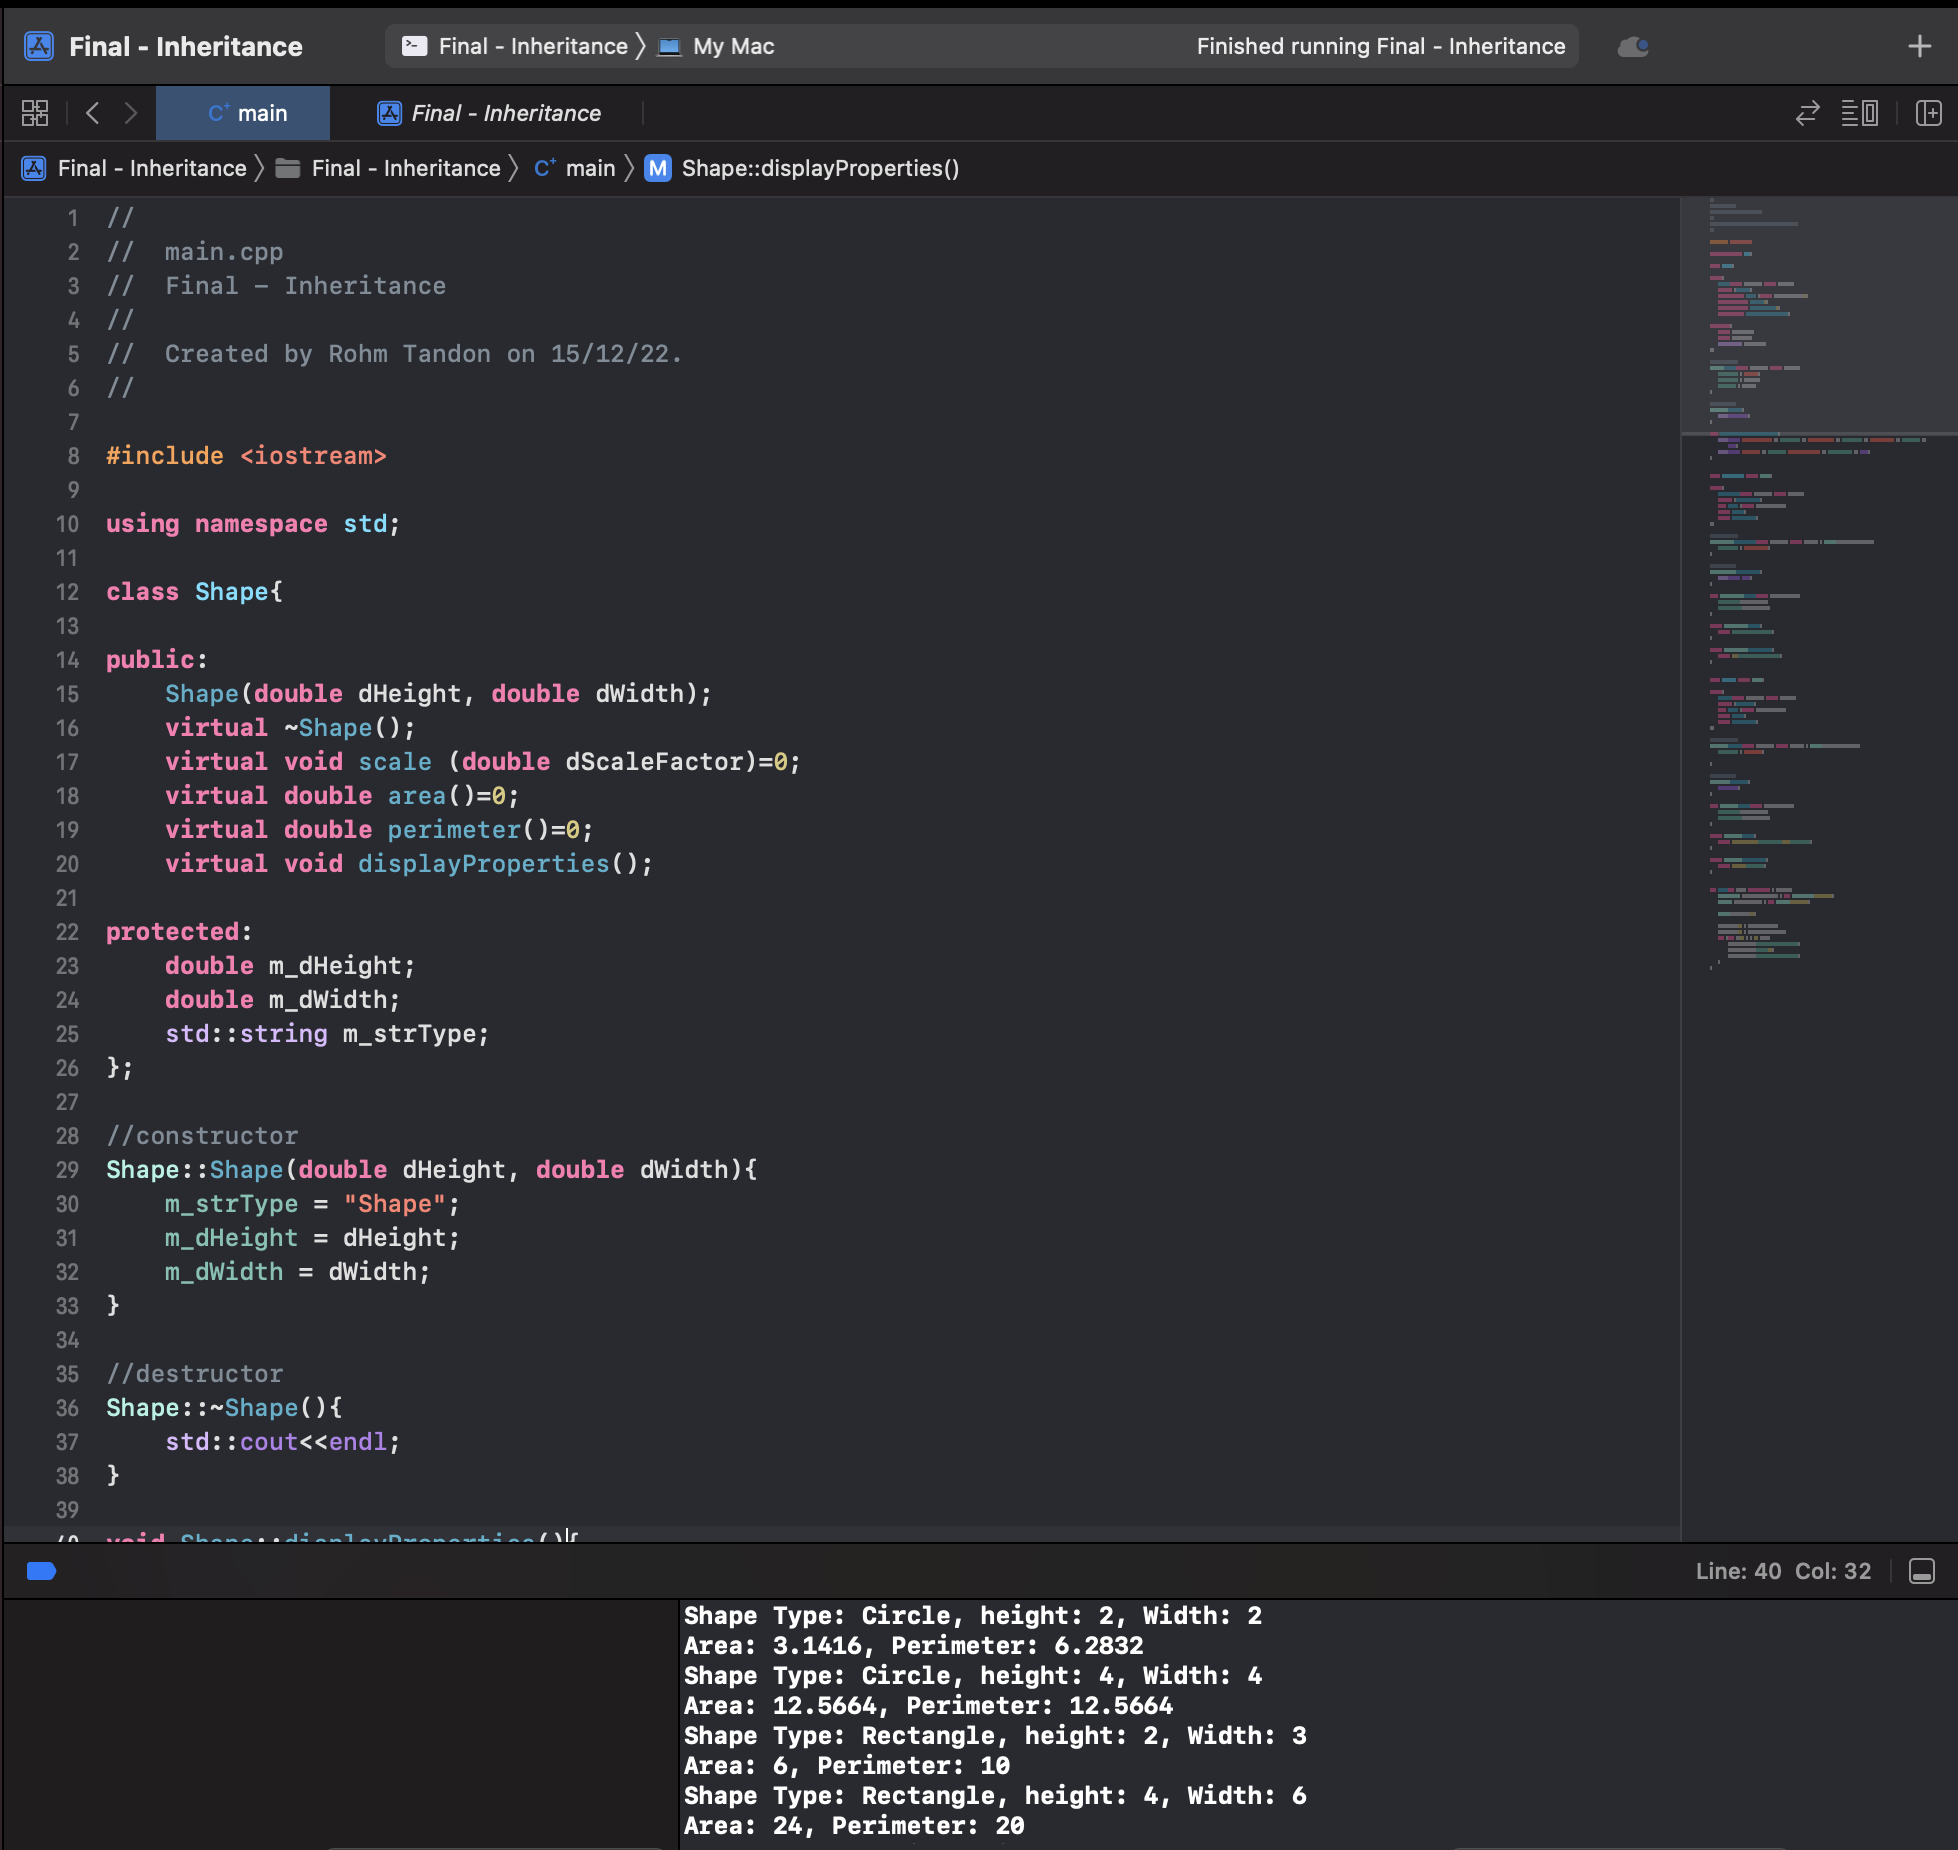 Final - Inheritance
Final - Inheritance 〉 My Mac
Finished running Final - Inheritance
main
Final - Inheritance
Final - Inheritance 〉 Final - Inheritance 〉 main 〉 M Shape::displayProperties()
1 //
2 //  main.cpp
3 //  Final - Inheritance
4 //
5 //  Created by Rohm Tandon on 15/12/22.
6 //
7
8 #include <iostream>
9
10 using namespace std;
11
12 class Shape{
13
14 public:
15     Shape(double dHeight, double dWidth);
16     virtual ~Shape();
17     virtual void scale (double dScaleFactor)=0;
18     virtual double area()=0;
19     virtual double perimeter()=0;
20     virtual void displayProperties();
21
22 protected:
23     double m_dHeight;
24     double m_dWidth;
25     std::string m_strType;
26 };
27
28 //constructor
29 Shape::Shape(double dHeight, double dWidth){
30     m_strType = "Shape";
31     m_dHeight = dHeight;
32     m_dWidth = dWidth;
33 }
34
35 //destructor
36 Shape::~Shape(){
37     std::cout<<endl;
38 }
39
40 void Shape::displayProperties(){
Line: 40  Col: 32
Shape Type: Circle, height: 2, Width: 2
Area: 3.1416, Perimeter: 6.2832
Shape Type: Circle, height: 4, Width: 4
Area: 12.5664, Perimeter: 12.5664
Shape Type: Rectangle, height: 2, Width: 3
Area: 6, Perimeter: 10
Shape Type: Rectangle, height: 4, Width: 6
Area: 24, Perimeter: 20